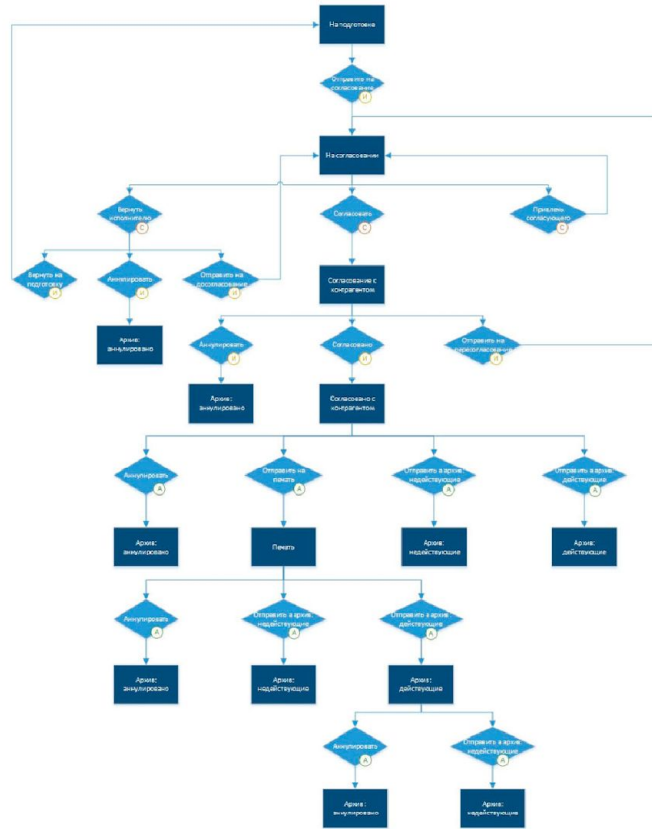 На подготовке
Отправить на
согласование
И
На согласовании
Вернуть
исполнителю
С
Согласовать
С
Привлечь
согласующего
С
Вернуть на
подготовку
И
Аннулировать
И
Отправить на
досогласование
И
Согласование с
контрагентом
Архив:
аннулировано
Аннулировать
И
Согласовано
И
Отправить на
пересогласование
И
Архив:
аннулировано
Согласовано с
контрагентом
Аннулировать
А
Отправить на
печать
А
Отправить в архив:
недействующие
А
Отправить в архив:
действующие
А
Архив:
аннулировано
Печать
Архив:
недействующие
Архив:
действующие
Аннулировать
А
Отправить в архив:
недействующие
А
Отправить в архив:
действующие
А
Архив:
аннулировано
Архив:
недействующие
Архив:
действующие
Аннулировать
А
Отправить в архив:
недействующие
А
Архив:
аннулировано
Архив:
недействующие